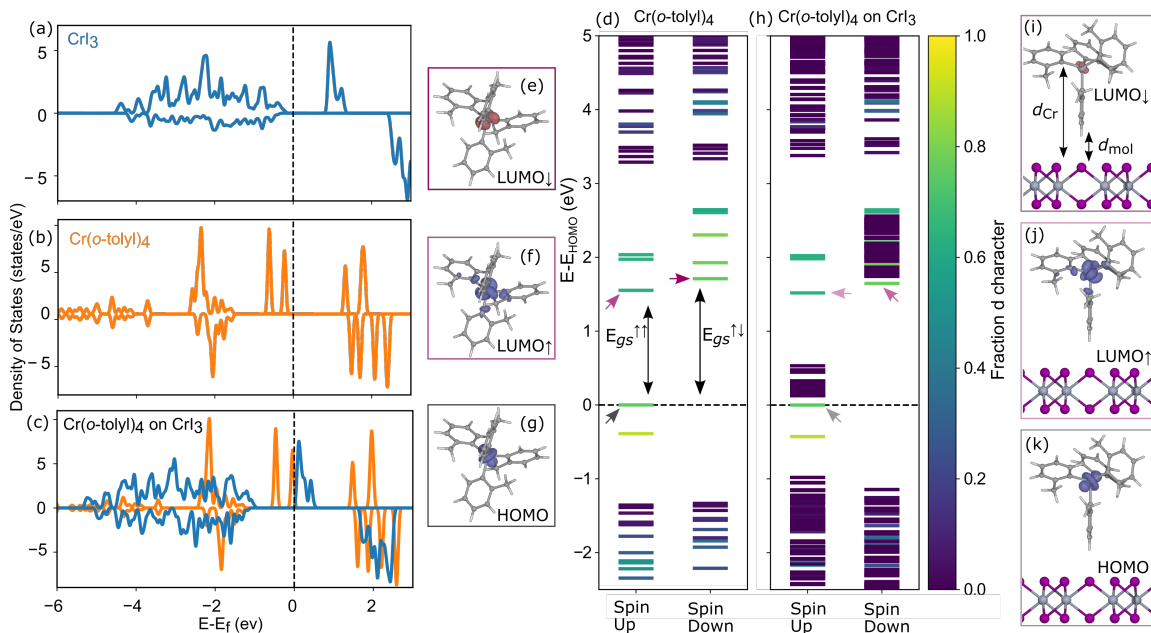 (a)
CrI3
5
0
−5
(b)
Cr(o-tolyl)4
5
0
−5
(c)
Cr(o-tolyl)4 on CrI3
5
0
−5
−6
−4
−2
0
2
E-Ef (ev)
Density of States (states/eV)
(e)
LUMO↓
(f)
LUMO↑
(g)
HOMO
(d)
Cr(o-tolyl)4
5
4
3
2
1
0
−1
−2
E-EHOMO (eV)
Egs↑↑
Egs↑↓
Spin
Up
Spin
Down
(h)
Cr(o-tolyl)4 on CrI3
Spin
Up
Spin
Down
1.0
0.8
0.6
0.4
0.2
0.0
Fraction d character
(i)
LUMO↓
dCr
dmol
(j)
LUMO↑
(k)
HOMO